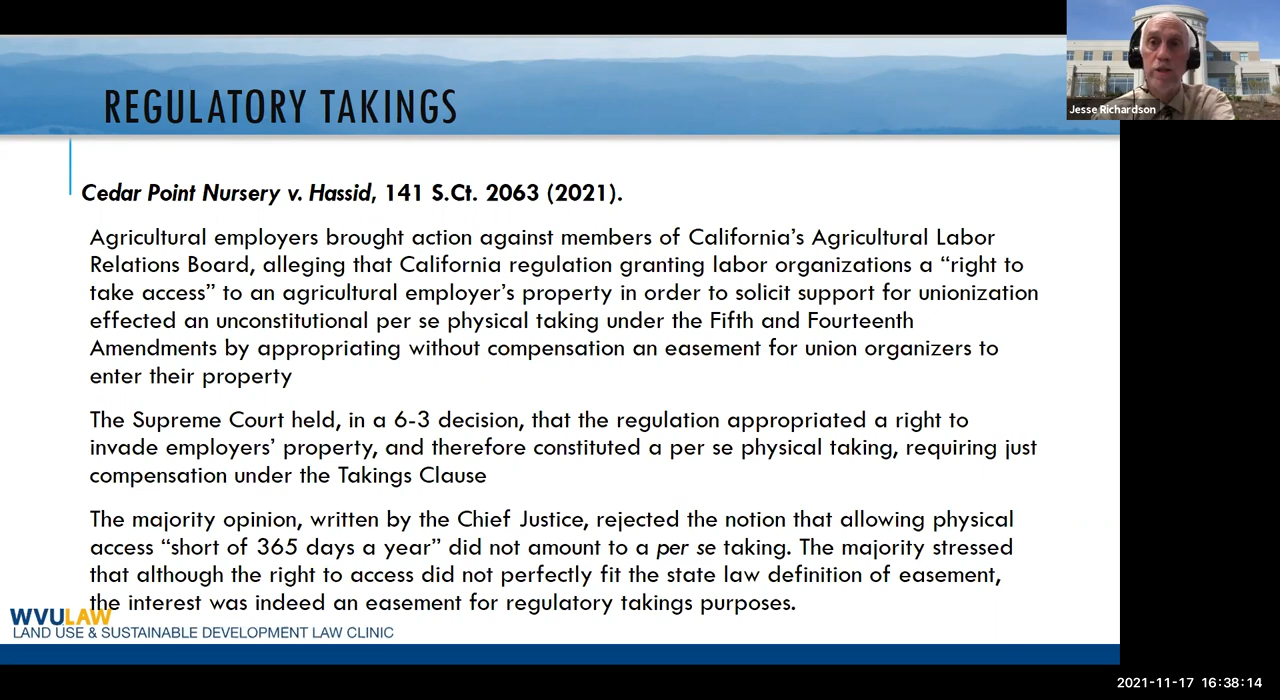 Jesse Richardson
REGULATORY TAKINGS
Cedar Point Nursery v. Hassid, 141 S.Ct. 2063 (2021).
Agricultural employers brought action against members of California’s Agricultural Labor
Relations Board, alleging that California regulation granting labor organizations a “right to
take access” to an agricultural employer’s property in order to solicit support for unionization
effected an unconstitutional per se physical taking under the Fifth and Fourteenth
Amendments by appropriating without compensation an easement for union organizers to
enter their property
The Supreme Court held, in a 6-3 decision, that the regulation appropriated a right to
invade employers’ property, and therefore constituted a per se physical taking, requiring just
compensation under the Takings Clause
The majority opinion, written by the Chief Justice, rejected the notion that allowing physical
access “short of 365 days a year” did not amount to a per se taking. The majority stressed
that although the right to access did not perfectly fit the state law definition of easement,
the interest was indeed an easement for regulatory takings purposes.
WVULAW
LAND USE & SUSTAINABLE DEVELOPMENT LAW CLINIC
2021-11-17 16:38:14